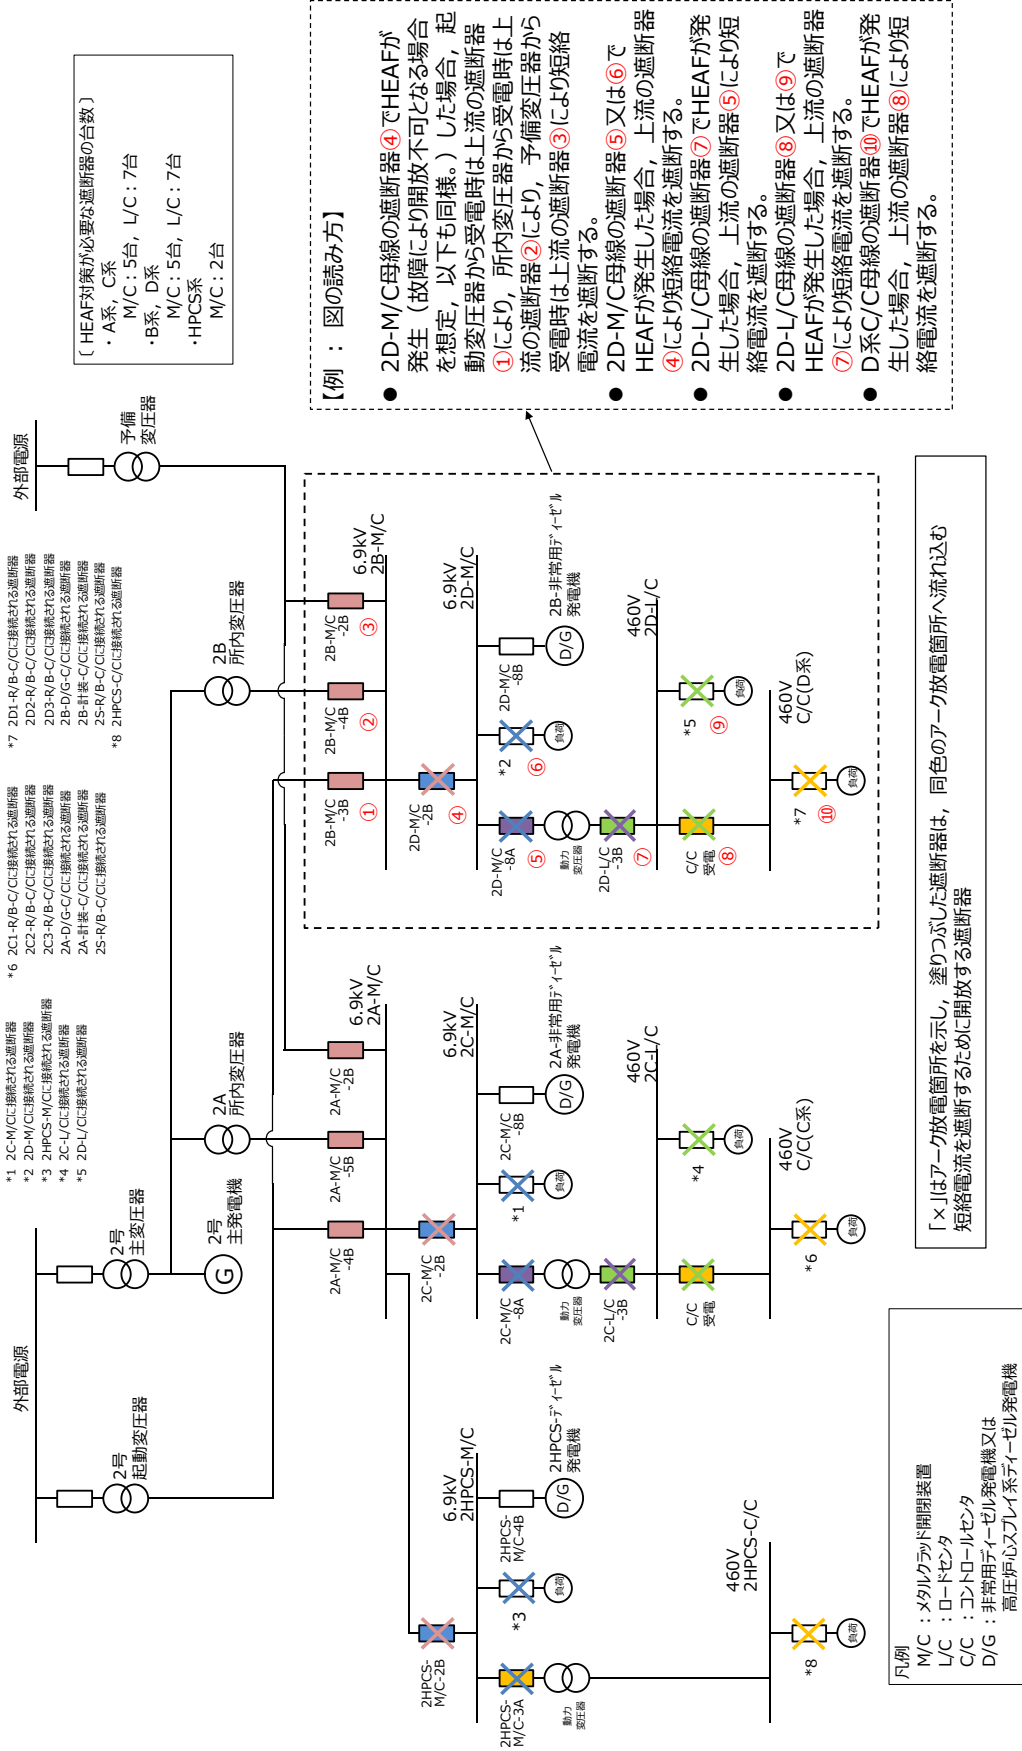 外部電源
2号
起動変圧器
2号
主変圧器
2号
主発電機
G
2A
所内変圧器
2B
所内変圧器
外部電源
予備
変圧器
*1 2C-M/Cに接続される遮断器
*2 2D-M/Cに接続される遮断器
*3 2HPCS-M/Cに接続される遮断器
*4 2C-L/Cに接続される遮断器
*5 2D-L/Cに接続される遮断器
*6 2C1-R/B-C/Cに接続される遮断器
2C2-R/B-C/Cに接続される遮断器
2C3-R/B-C/Cに接続される遮断器
2A-D/G-C/Cに接続される遮断器
2A-計装-C/Cに接続される遮断器
2S-R/B-C/Cに接続される遮断器
*7 2D1-R/B-C/Cに接続される遮断器
2D2-R/B-C/Cに接続される遮断器
2D3-R/B-C/Cに接続される遮断器
2B-D/G-C/Cに接続される遮断器
2B-計装-C/Cに接続される遮断器
2S-R/B-C/Cに接続される遮断器
*8 2HPCS-C/Cに接続される遮断器
〔 HEAF対策が必要な遮断器の台数 〕
・A系, C系
M/C：5台, L/C：7台
・B系, D系
M/C：5台, L/C：7台
・HPCS系
M/C：2台
2HPCS-
M/C-2B
6.9kV
2HPCS-M/C
2HPCS-
M/C-3A
動力
変圧器
*3
負荷
2HPCS-
M/C-4B
D/G
2HPCS-ディーゼル
発電機
460V
2HPCS-C/C
*8
負荷
2A-M/C
-4B
2A-M/C
-5B
2A-M/C
-2B
6.9kV
2A-M/C
2C-M/C
-2B
6.9kV
2C-M/C
2C-M/C
-8A
動力
変圧器
*1
負荷
2C-M/C
-8B
D/G
2A-非常用ディーゼル
発電機
2C-L/C
-3B
460V
2C-L/C
C/C
受電
*4
負荷
460V
C/C(C系)
*6
負荷
2B-M/C
-3B
①
2B-M/C
-4B
②
2B-M/C
-2B
③
6.9kV
2B-M/C
2D-M/C
-2B
④
6.9kV
2D-M/C
2D-M/C
-8A
⑤
動力
変圧器
*2
⑥
負荷
2D-M/C
-8B
D/G
2B-非常用ディーゼル
発電機
2D-L/C
-3B
⑦
460V
2D-L/C
C/C
受電
⑧
*5
⑨
負荷
460V
C/C(D系)
*7
⑩
負荷
【例 ： 図の読み方】
● 2D-M/C母線の遮断器④でHEAFが
発生（故障により開放不可となる場合
を想定，以下も同様。）した場合，起
動変圧器から受電時は上流の遮断器
①により，所内変圧器から受電時は上
流の遮断器②により，予備変圧器から
受電時は上流の遮断器③により短絡
電流を遮断する。
● 2D-M/C母線の遮断器⑤又は⑥で
HEAFが発生した場合，上流の遮断器
④により短絡電流を遮断する。
● 2D-L/C母線の遮断器⑦でHEAFが発
生した場合，上流の遮断器⑤により短
絡電流を遮断する。
● 2D-L/C母線の遮断器⑧又は⑨で
HEAFが発生した場合，上流の遮断器
⑦により短絡電流を遮断する。
● D系C/C母線の遮断器⑩でHEAFが発
生した場合，上流の遮断器⑧により短
絡電流を遮断する。
凡例
M/C ：メタルクラッド開閉装置
L/C ：ロードセンタ
C/C ：コントロールセンタ
D/G ：非常用ディーゼル発電機又は
高圧炉心スプレイ系ディーゼル発電機
「×」はアーク放電箇所を示し，塗りつぶした遮断器は，同色のアーク放電箇所へ流れ込む
短絡電流を遮断するために開放する遮断器